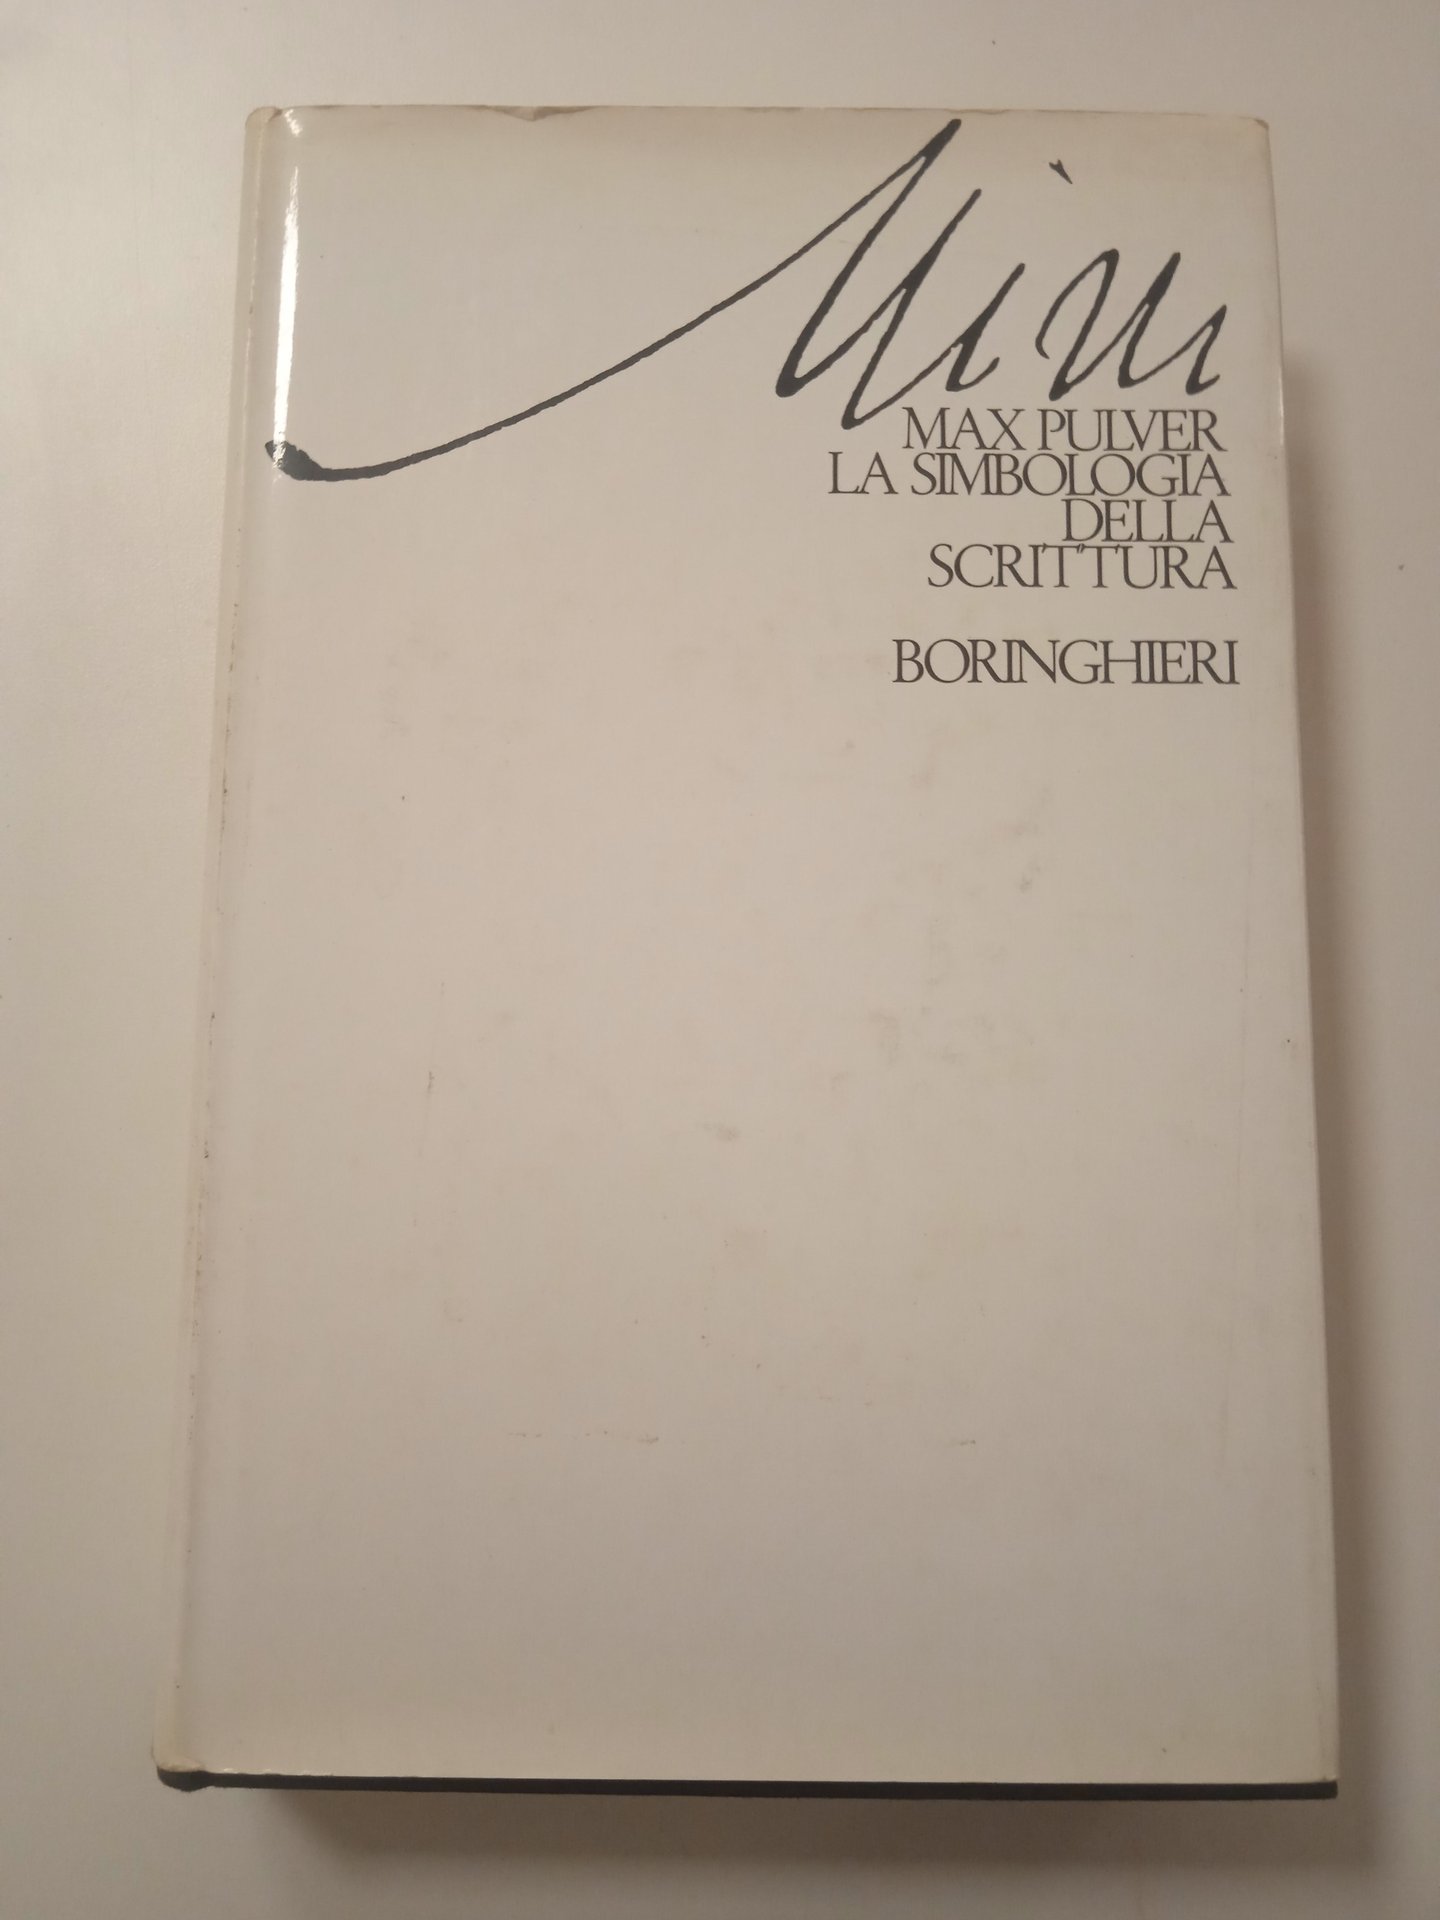 MAX PULVER
LA SIMBOLOGIA
DELLA
SCRITTURA
BORINGHIERI